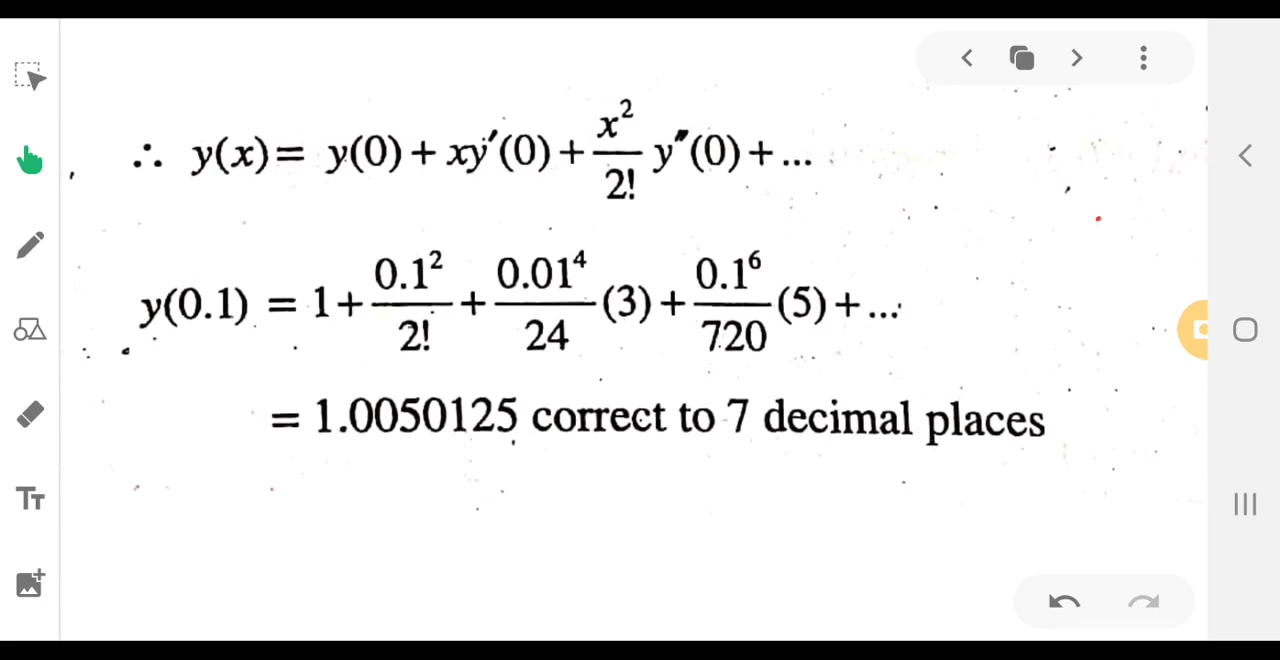 ∴ y(x) = y(0) + xy′(0) + x²/2! y″(0) + ...
y(0.1) = 1 + 0.1²/2! + 0.01⁴/24 (3) + 0.1⁶/720 (5) + ...
= 1.0050125 correct to 7 decimal places
TT